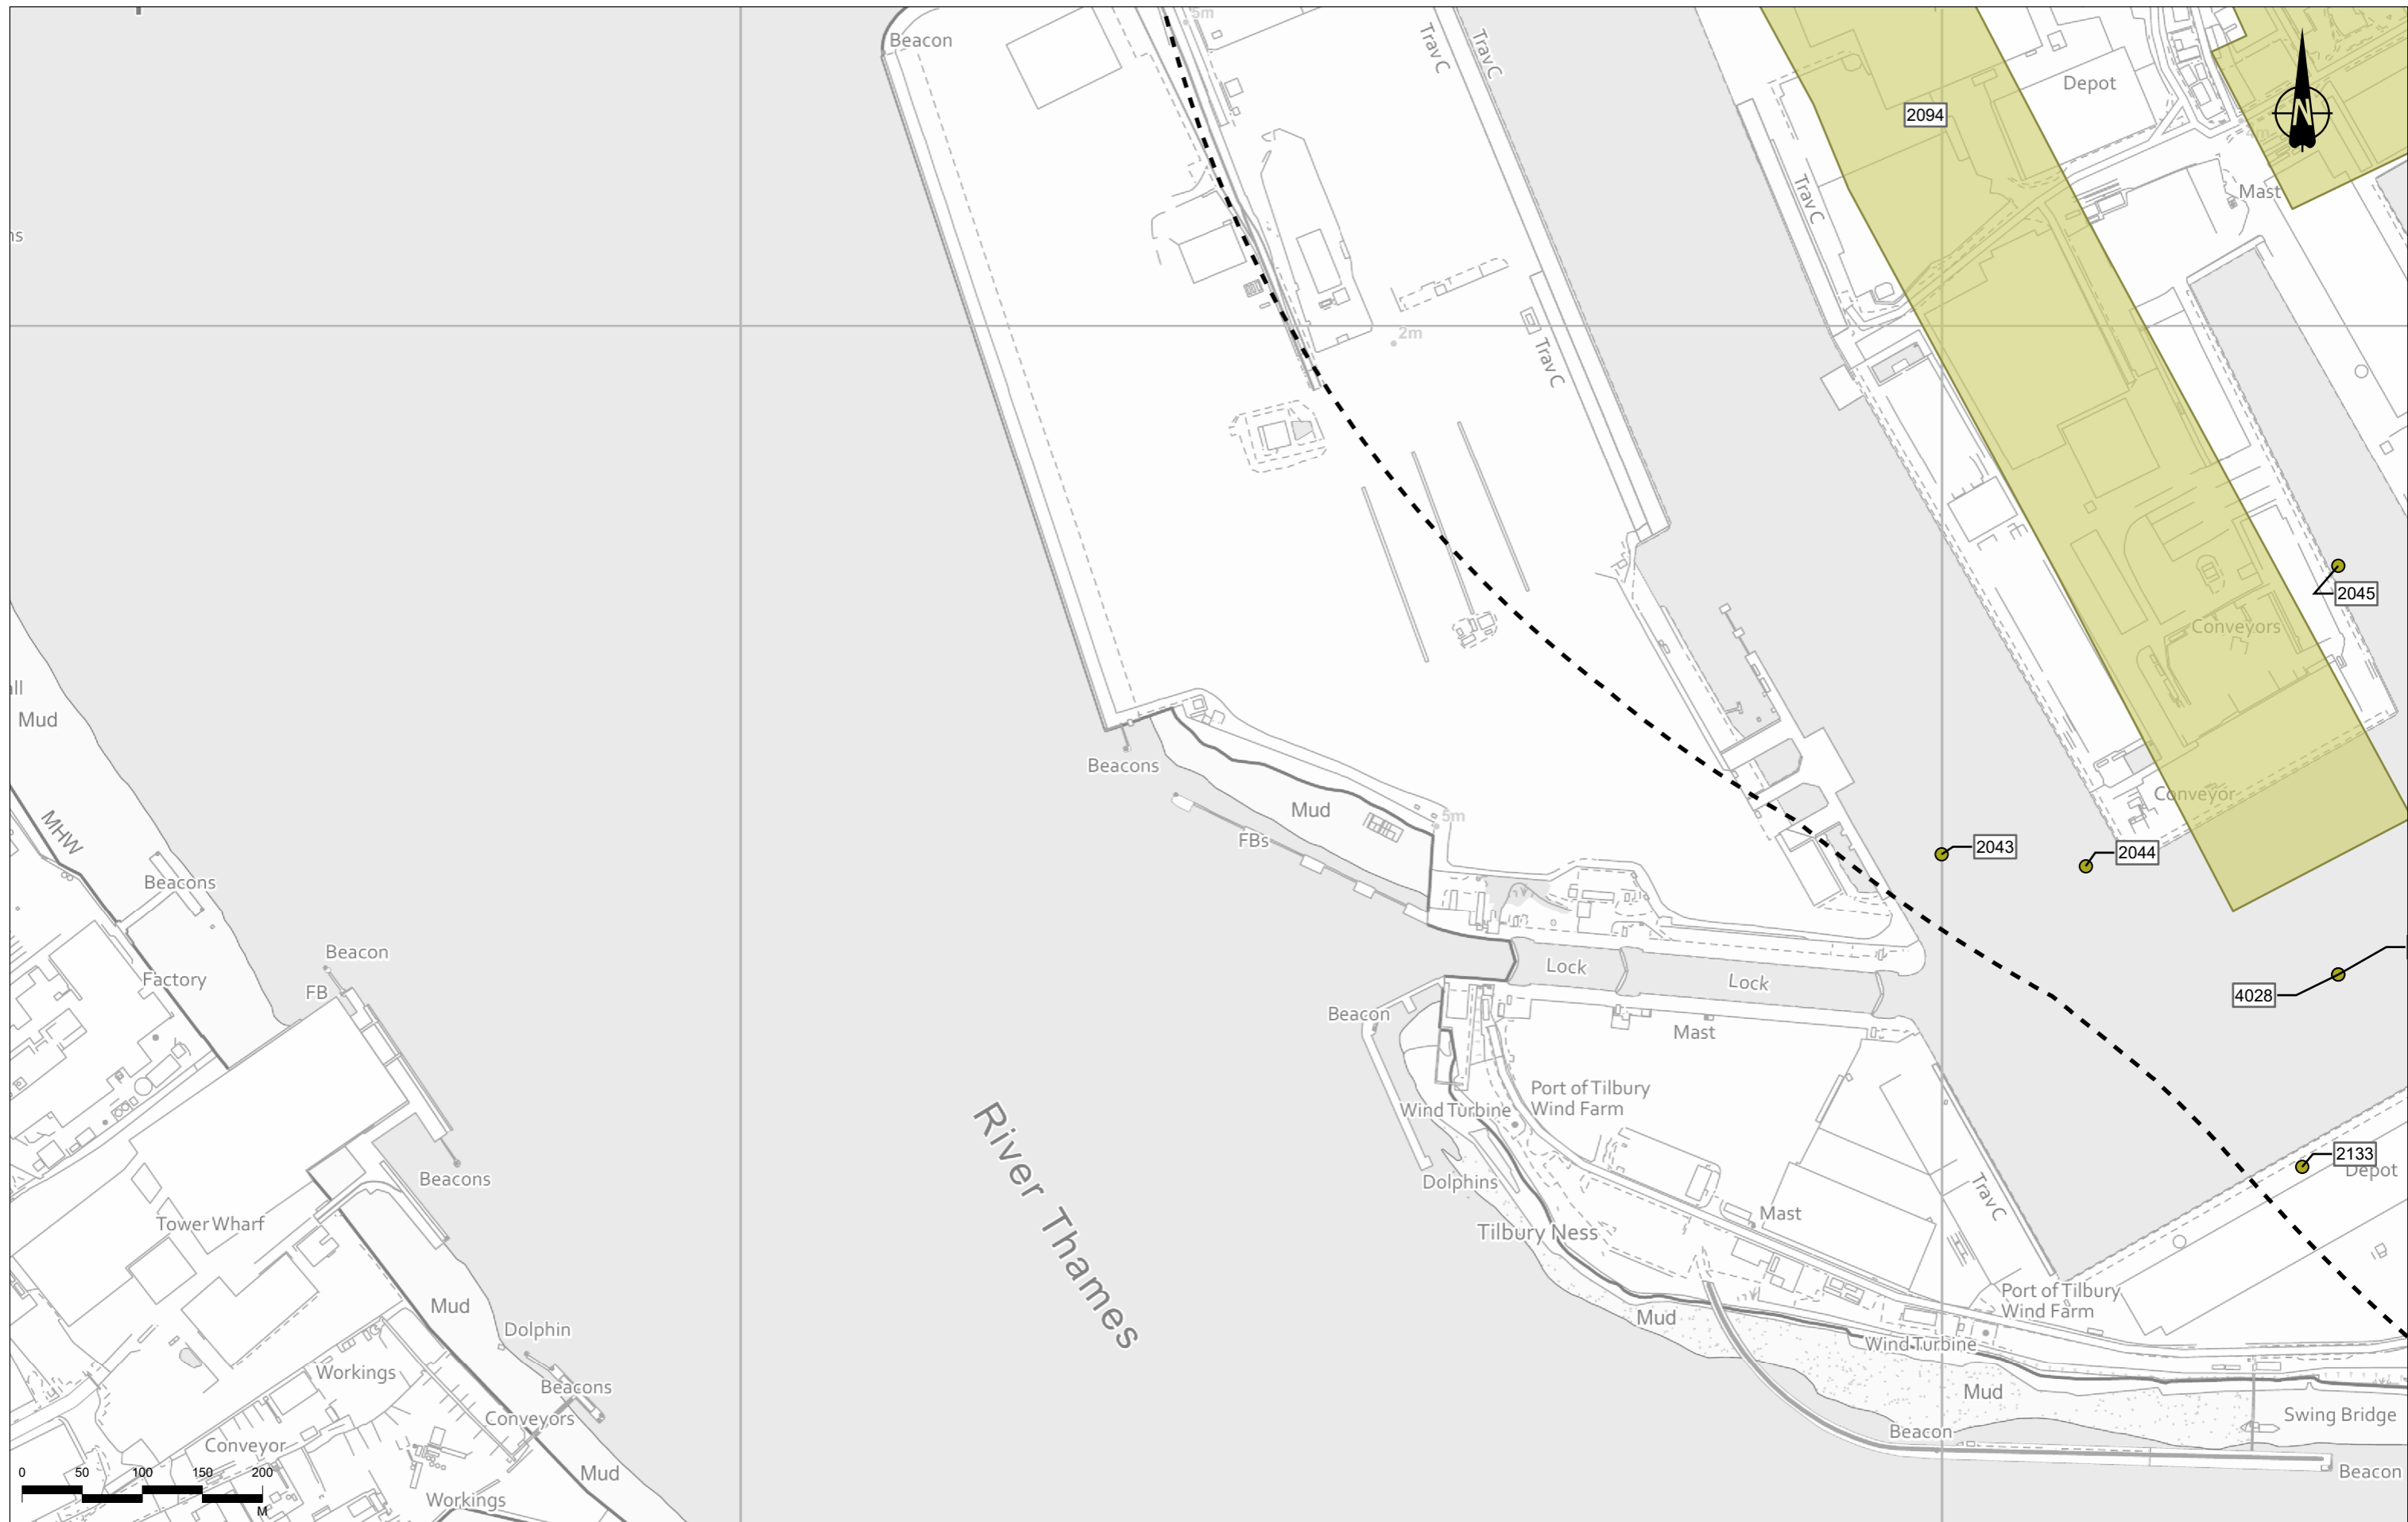 Beacon
5m
Trav C
Trav C
Depot
2094
N
Mast
Trav C
2m
Trav C
2045
Conveyors
Mud
Beacons
Conveyor
Mud
5m
MHW
FBs
2043
2044
Beacons
Beacon
Factory
FB
Lock
Lock
4028
Beacon
Mast
Port of Tilbury
Wind Farm
Wind Turbine
River Thames
2133
Depot
Beacons
Dolphins
Trav C
Tower Wharf
Mast
Tilbury Ness
Port of Tilbury
Wind Farm
Mud
Mud
Dolphin
Wind Turbine
Workings
Beacons
Mud
Conveyors
Swing Bridge
Conveyor
Beacon
0 50 100 150 200
M
Mud
Beacon
Workings